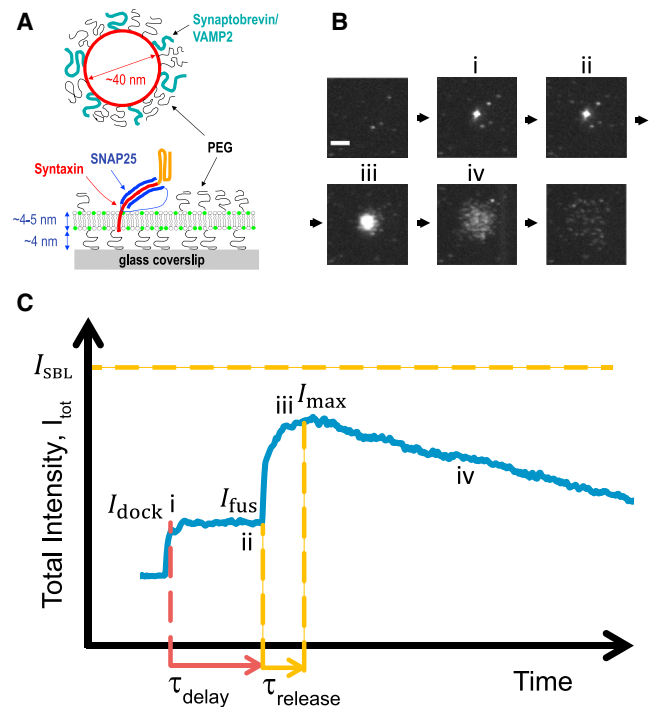 A
Synaptobrevin/
VAMP2
~40 nm
PEG
SNAP25
Syntaxin
~4-5 nm
~4 nm
glass coverslip
B
i
ii
iii
iv
C
I_SBL
Total Intensity, I_tot
I_dock
i
I_fus
ii
iii
I_max
iv
τ_delay
τ_release
Time